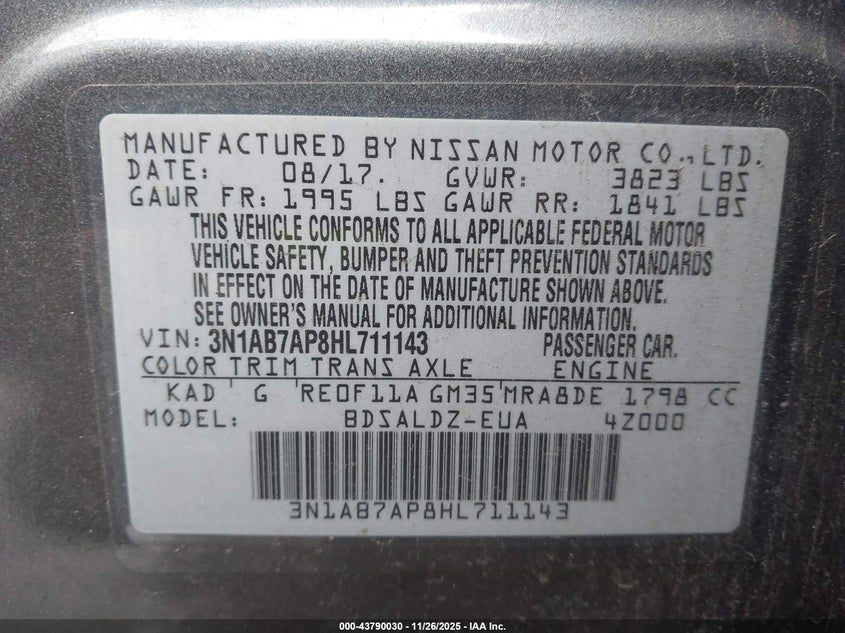 MANUFACTURED BY NISSAN MOTOR CO., LTD.
DATE: 08/17. GVWR: 3823 LBS
GAWR FR: 1995 LBS GAWR RR: 1841 LBS
THIS VEHICLE CONFORMS TO ALL APPLICABLE FEDERAL MOTOR
VEHICLE SAFETY, BUMPER AND THEFT PREVENTION STANDARDS
IN EFFECT ON THE DATE OF MANUFACTURE SHOWN ABOVE.
SEE OWNER'S MANUAL FOR ADDITIONAL INFORMATION.
VIN: 3N1AB7AP8HL711143 PASSENGER CAR.
COLOR TRIM TRANS AXLE ENGINE
KAD G RE0F11A GM35 MRA8DE 1798 CC
MODEL: BDSALDZ-EUA 4Z000
3N1AB7AP8HL711143
000-43790030 - 11/26/2025 - IAA Inc.